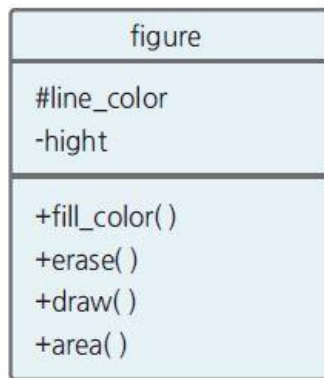 figure
#line_color
-hight
+fill_color( )
+erase( )
+draw( )
+area( )